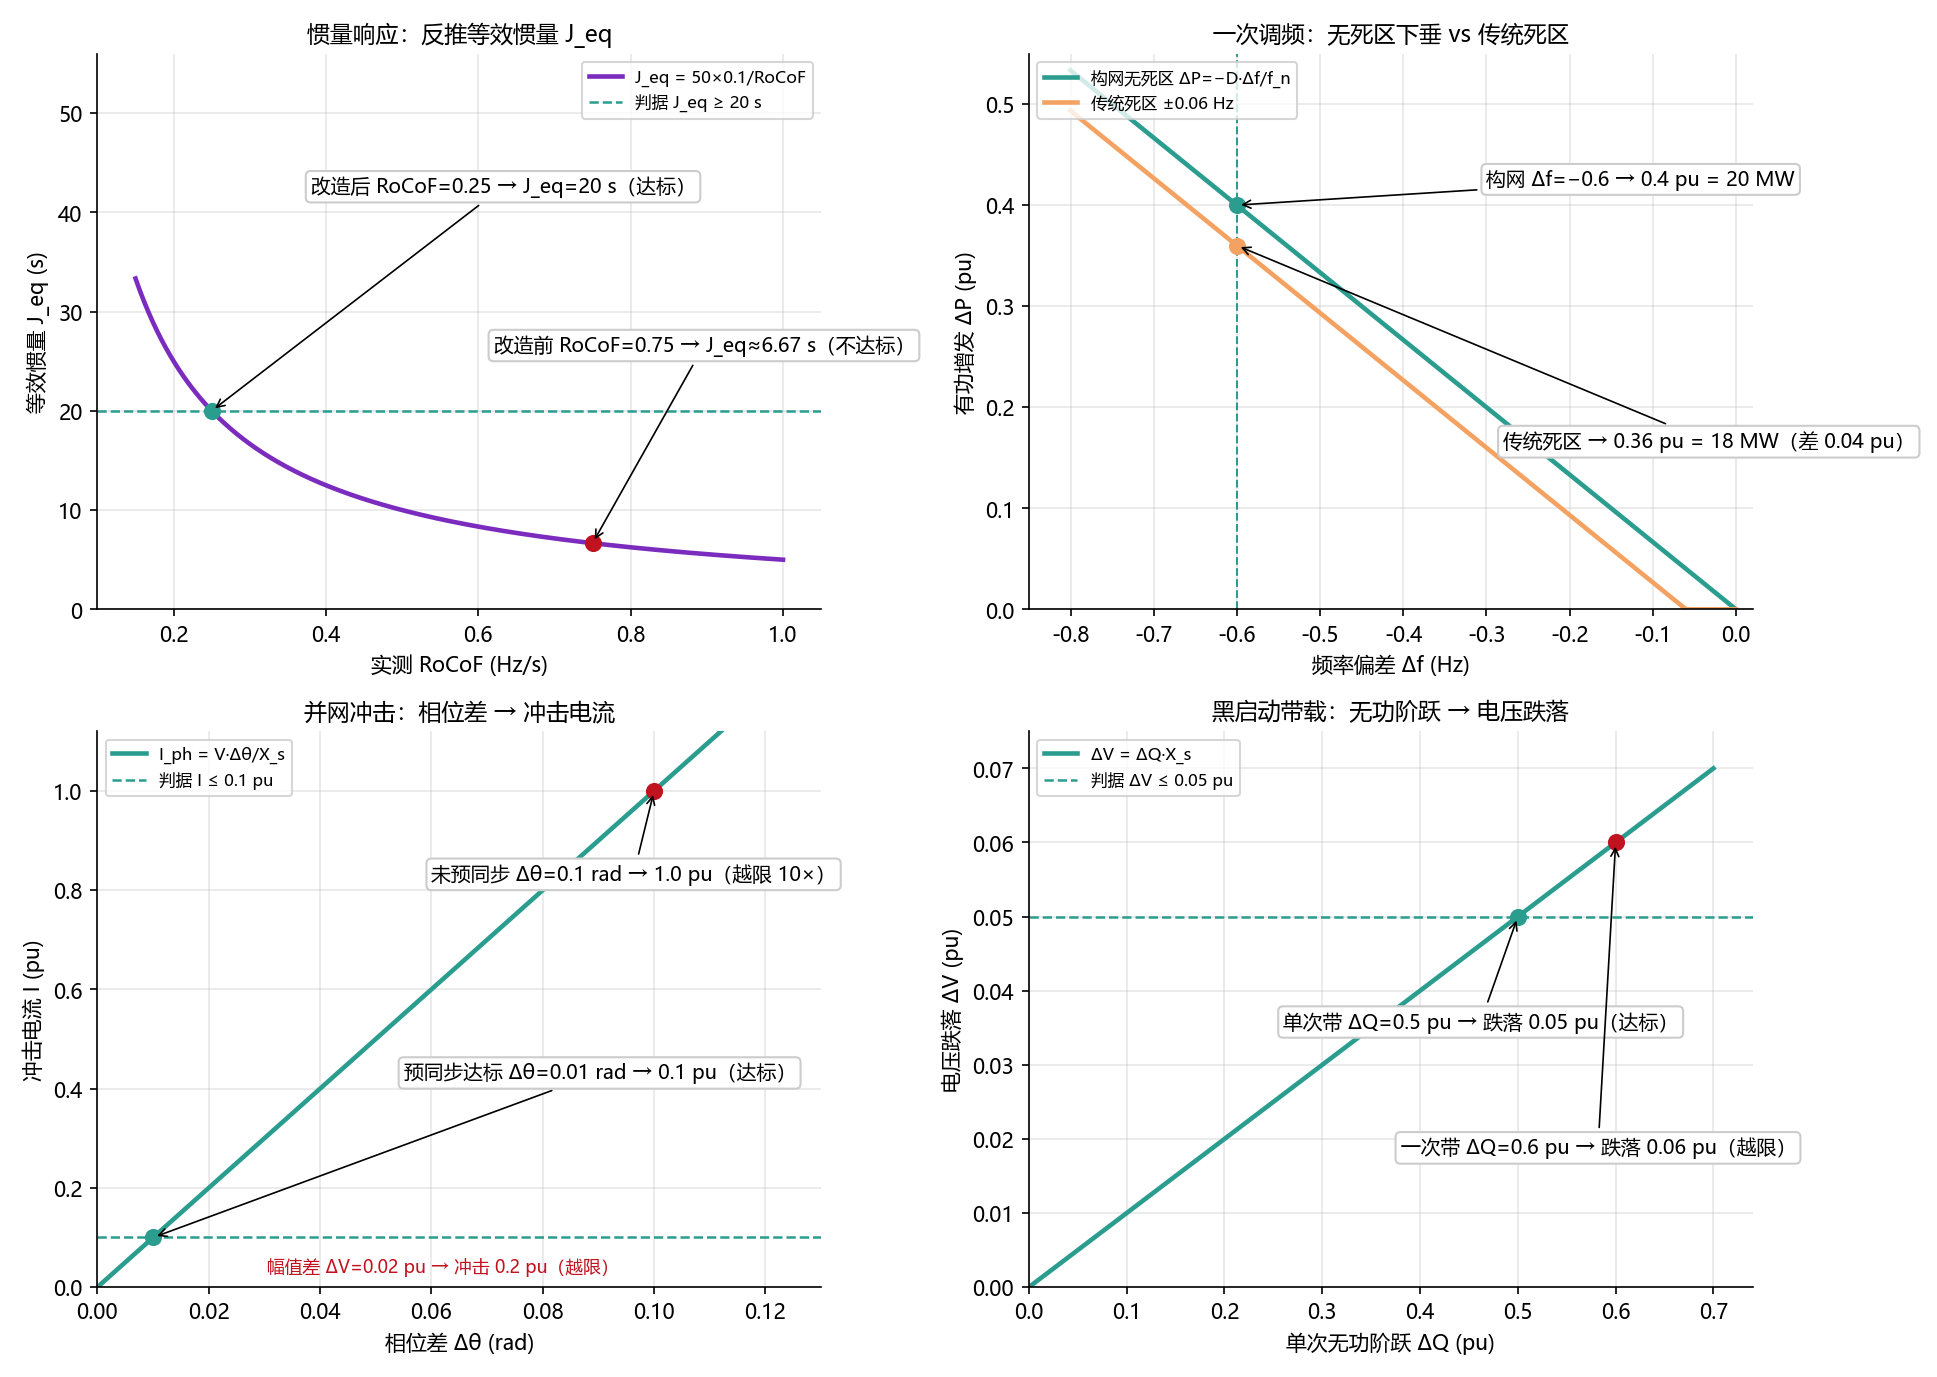 惯量响应：反推等效惯量 J_eq
J_eq = 50×0.1/RoCoF
判据 J_eq ≥ 20 s
改造后 RoCoF=0.25 → J_eq=20 s（达标）
改造前 RoCoF=0.75 → J_eq≈6.67 s（不达标）
等效惯量 J_eq (s)
50
40
30
20
10
0
0.2 0.4 0.6 0.8 1.0
实测 RoCoF (Hz/s)
一次调频：无死区下垂 vs 传统死区
构网无死区 ΔP=−D·Δf/f_n
传统死区 ±0.06 Hz
构网 Δf=−0.6 → 0.4 pu = 20 MW
传统死区 → 0.36 pu = 18 MW（差 0.04 pu）
有功增发 ΔP (pu)
0.5
0.4
0.3
0.2
0.1
0.0
-0.8 -0.7 -0.6 -0.5 -0.4 -0.3 -0.2 -0.1 0.0
频率偏差 Δf (Hz)
并网冲击：相位差 → 冲击电流
I_ph = V·Δθ/X_s
判据 I ≤ 0.1 pu
未预同步 Δθ=0.1 rad → 1.0 pu（越限 10×）
预同步达标 Δθ=0.01 rad → 0.1 pu（达标）
幅值差 ΔV=0.02 pu → 冲击 0.2 pu（越限）
冲击电流 I (pu)
1.0
0.8
0.6
0.4
0.2
0.0
0.00 0.02 0.04 0.06 0.08 0.10 0.12
相位差 Δθ (rad)
黑启动带载：无功阶跃 → 电压跌落
ΔV = ΔQ·X_s
判据 ΔV ≤ 0.05 pu
单次带 ΔQ=0.5 pu → 跌落 0.05 pu（达标）
一次带 ΔQ=0.6 pu → 跌落 0.06 pu（越限）
电压跌落 ΔV (pu)
0.07
0.06
0.05
0.04
0.03
0.02
0.01
0.00
0.0 0.1 0.2 0.3 0.4 0.5 0.6 0.7
单次无功阶跃 ΔQ (pu)